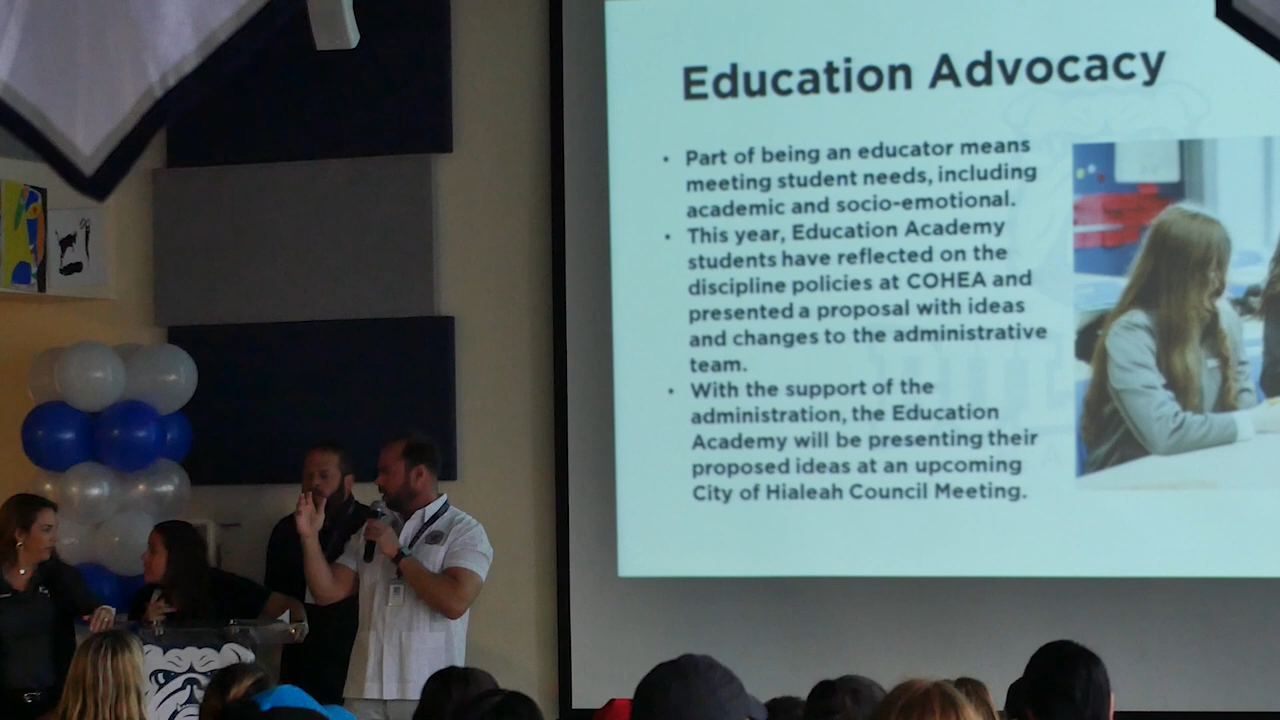 Education Advocacy
• Part of being an educator means
meeting student needs, including
academic and socio-emotional.
• This year, Education Academy
students have reflected on the
discipline policies at COHEA and
presented a proposal with ideas
and changes to the administrative
team.
• With the support of the
administration, the Education
Academy will be presenting their
proposed ideas at an upcoming
City of Hialeah Council Meeting.